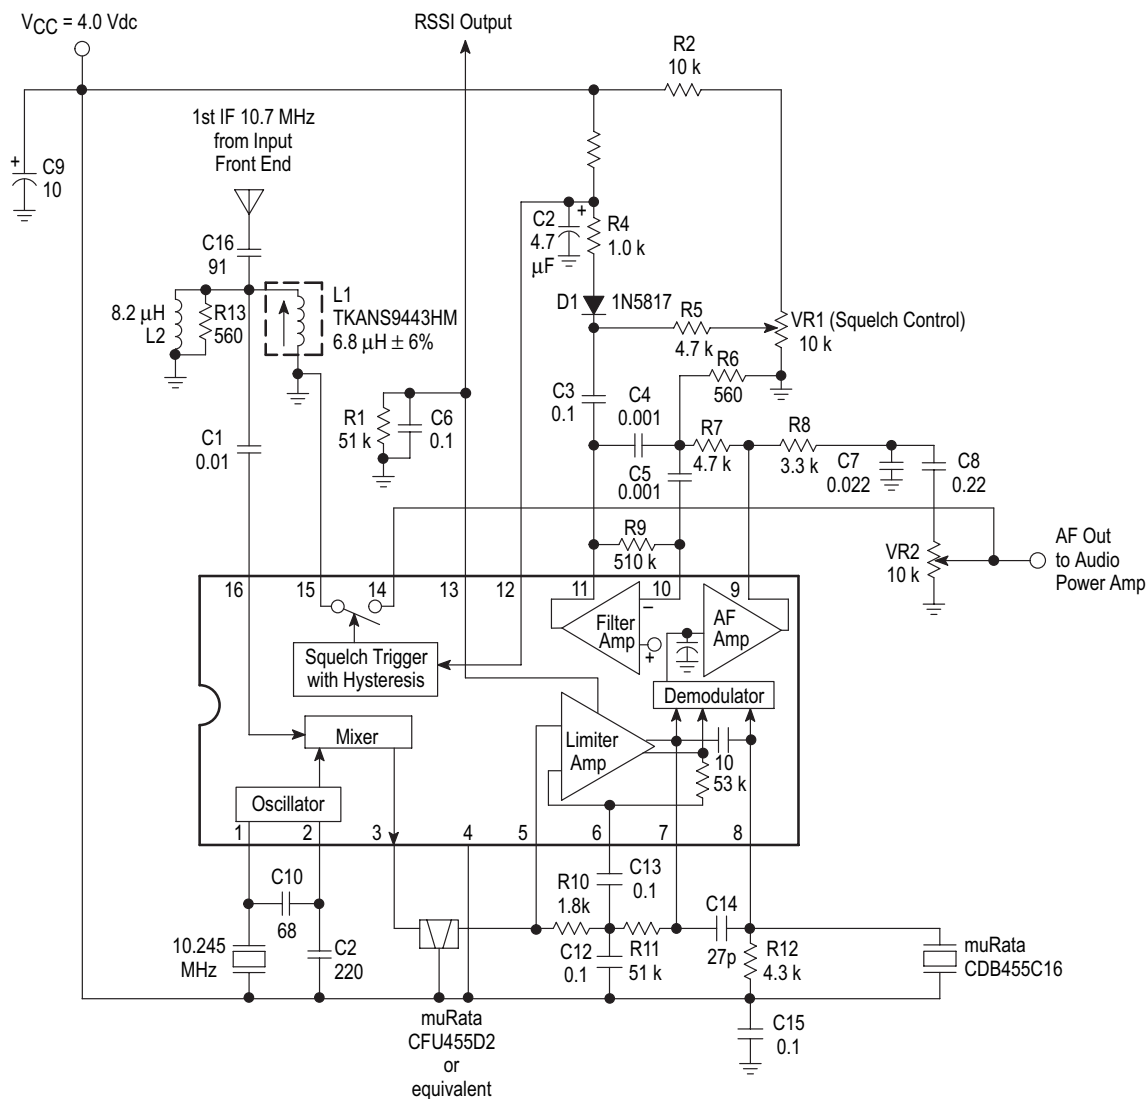 VCC = 4.0 Vdc
RSSI Output
R2
10 k
1st IF 10.7 MHz
from Input
Front End
+
C9
10
C16
91
C2
4.7
µF
+
R4
1.0 k
8.2 µH
L2
R13
560
L1
TKANS9443HM
6.8 µH ± 6%
D1
1N5817
R5
4.7 k
VR1 (Squelch Control)
10 k
R6
560
C3
0.1
C4
0.001
R1
51 k
C6
0.1
C1
0.01
R7
4.7 k
R8
3.3 k
C5
0.001
C7
0.022
C8
0.22
R9
510 k
VR2
10 k
AF Out
to Audio
Power Amp
16
15
14
13
12
11
10
9
Filter
Amp
–
+
AF
Amp
Squelch Trigger
with Hysteresis
Demodulator
Mixer
Limiter
Amp
10
53 k
Oscillator
1
2
3
4
5
6
7
8
C10
68
R10
1.8k
C13
0.1
C14
27p
10.245
MHz
C2
220
C12
0.1
R11
51 k
R12
4.3 k
muRata
CDB455C16
muRata
CFU455D2
or
equivalent
C15
0.1